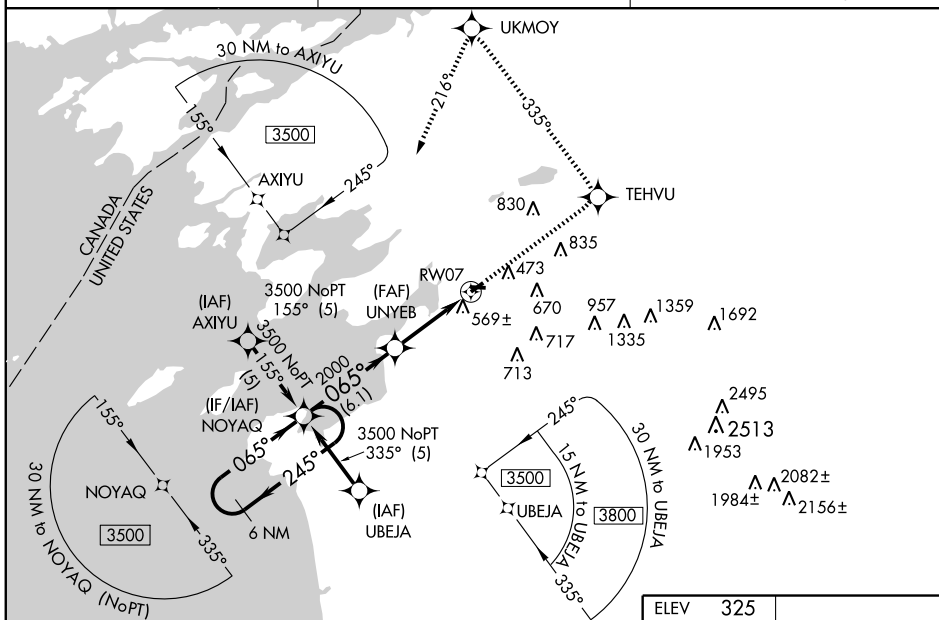 UKMOY
30 NM to AXIYU
216°
335°
155°
3500
245°
AXIYU
TEHVU
830
835
CANADA
UNITED STATES
RW07
473
(IAF)
AXIYU
3500 NoPT
155° (5)
(FAF)
UNYEB
670
569±
957
1335
1359
1692
717
713
3500 NoPT
155°
(5)
2000
065°
(6.1)
(IF/IAF)
NOYAQ
2495
2513
1953
3500 NoPT
335° (5)
065°
245°
6 NM
(IAF)
UBEJA
155°
NOYAQ
3500
335°
30 NM to NOYAQ (NoPT)
245°
15 NM to UBEJA
30 NM to UBEJA
3500
UBEJA
3800
335°
1984±
2082±
2156±
ELEV 325